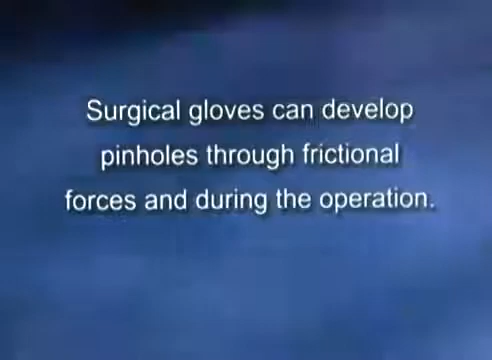 Surgical gloves can develop
pinholes through frictional
forces and during the operation.